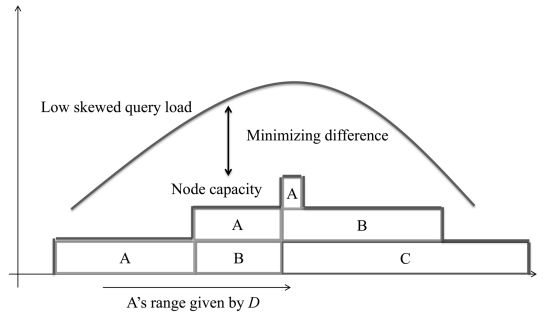 Low skewed query load
Minimizing difference
Node capacity
A
A
B
A
B
C
A's range given by D